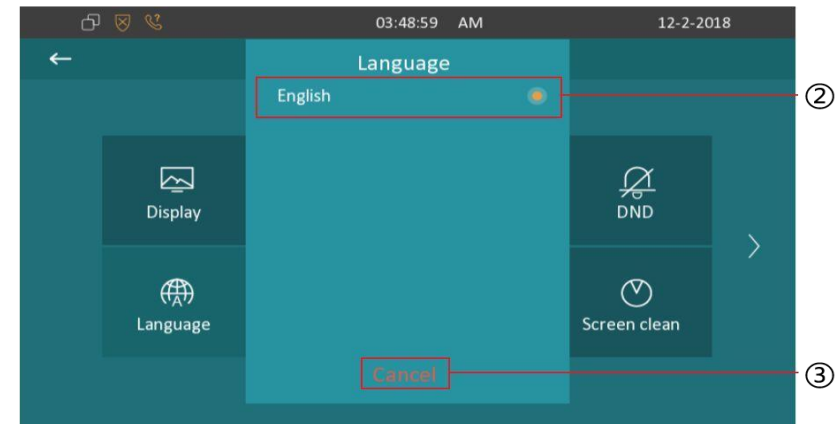 03:48:59 AM 12-2-2018
Language
English
②
Display
DND
Language
Screen clean
Cancel
③